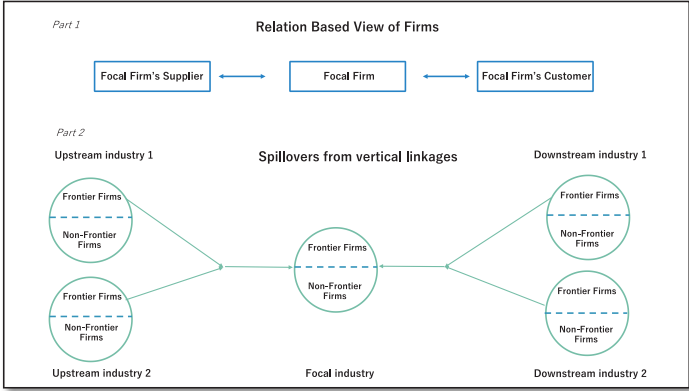 Part 1
Relation Based View of Firms
Focal Firm's Supplier
Focal Firm
Focal Firm's Customer
Part 2
Upstream industry 1
Spillovers from vertical linkages
Downstream industry 1
Frontier Firms
Non-Frontier
Firms
Frontier Firms
Non-Frontier
Firms
Frontier Firms
Non-Frontier
Firms
Frontier Firms
Non-Frontier
Firms
Frontier Firms
Non-Frontier
Firms
Upstream industry 2
Focal industry
Downstream industry 2